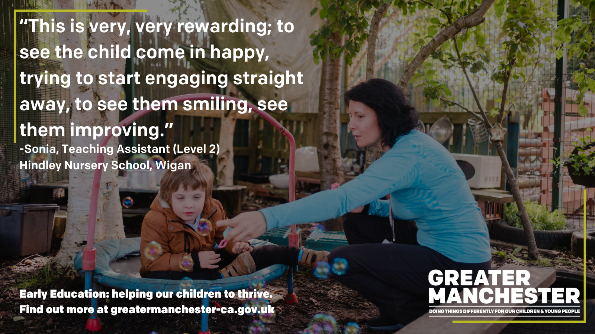 “This is very, very rewarding; to
see the child come in happy,
trying to start engaging straight
away, to see them smiling, see
them improving.”
-Sonia, Teaching Assistant (Level 2)
Hindley Nursery School, Wigan
Early Education: helping our children to thrive.
Find out more at greatermanchester-ca.gov.uk
GREATER
MANCHESTER
DOING THINGS DIFFERENTLY FOR OUR CHILDREN & YOUNG PEOPLE